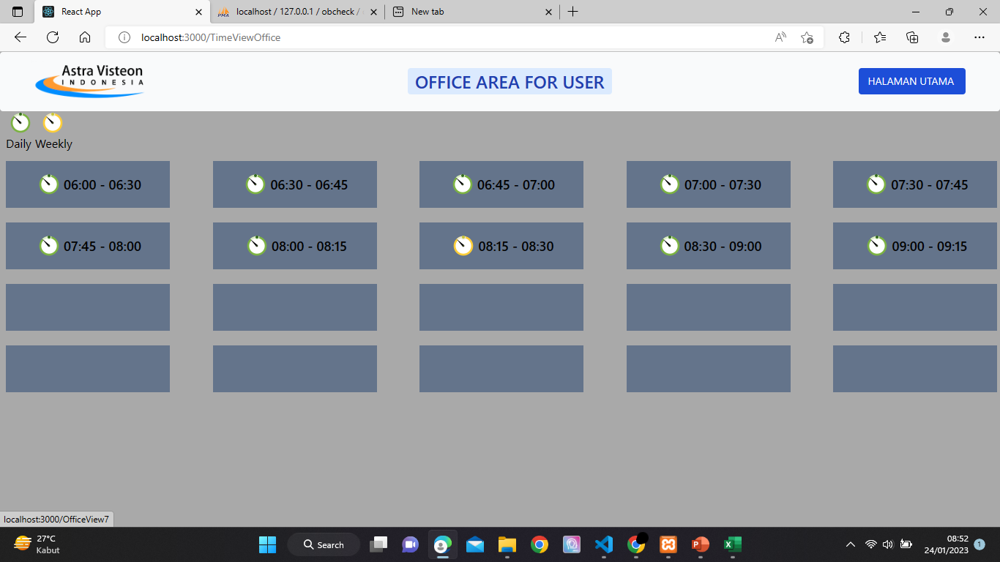 React App
localhost / 127.0.0.1 / obcheck /
New tab
localhost:3000/TimeViewOffice
Astra Visteon
INDONESIA
OFFICE AREA FOR USER
HALAMAN UTAMA
Daily Weekly
06:00 - 06:30
06:30 - 06:45
06:45 - 07:00
07:00 - 07:30
07:30 - 07:45
07:45 - 08:00
08:00 - 08:15
08:15 - 08:30
08:30 - 09:00
09:00 - 09:15
localhost:3000/OfficeView7
27°C
Kabut
Search
08:52
24/01/2023
1